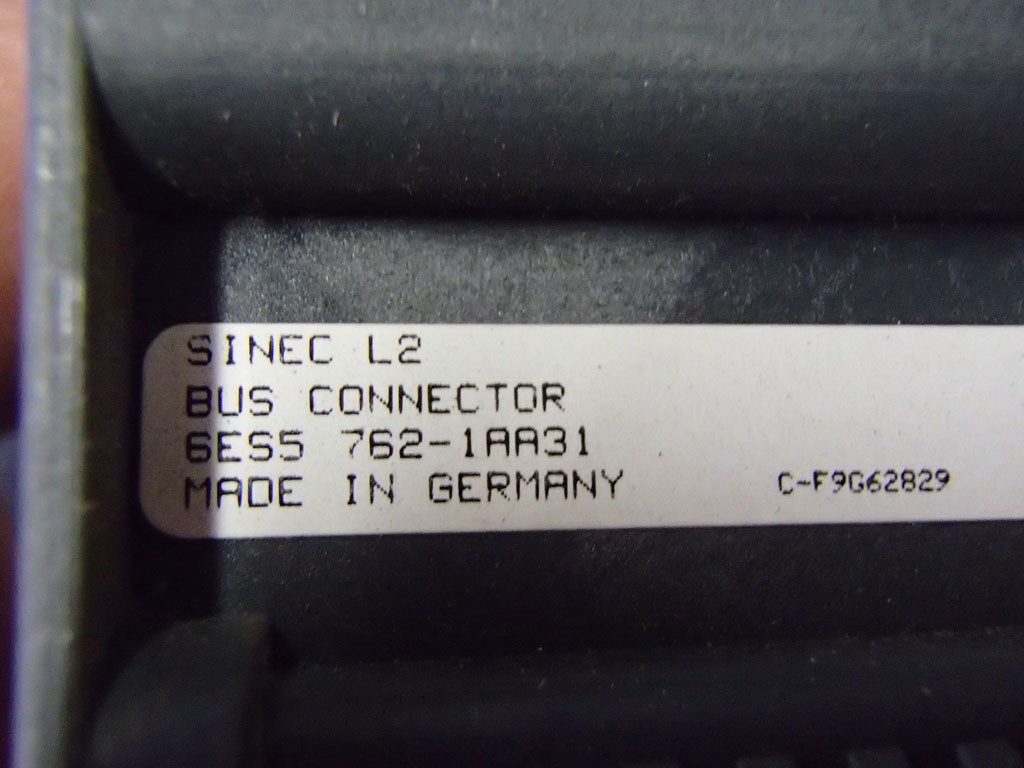 SINEC L2
BUS CONNECTOR
6ES5 762-1AA31
MADE IN GERMANY C-F9G62829